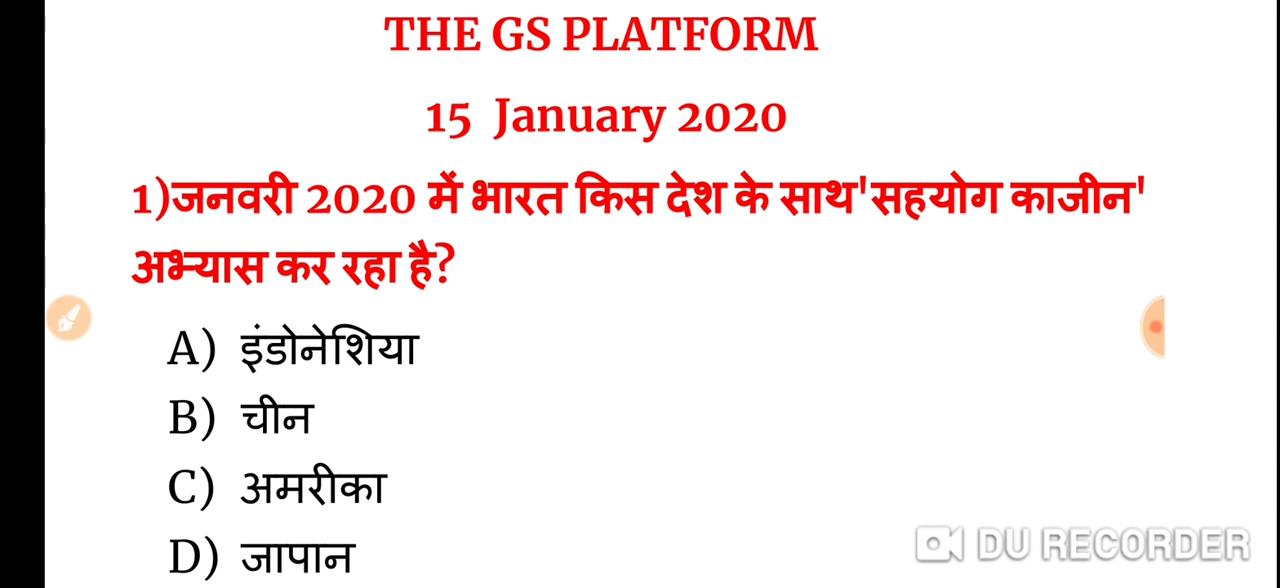 THE GS PLATFORM
15 January 2020
1)जनवरी 2020 में भारत किस देश के साथ'सहयोग काजीन'
अभ्यास कर रहा है?
A) इंडोनेशिया
B) चीन
C) अमरीका
D) जापान
DU RECORDER